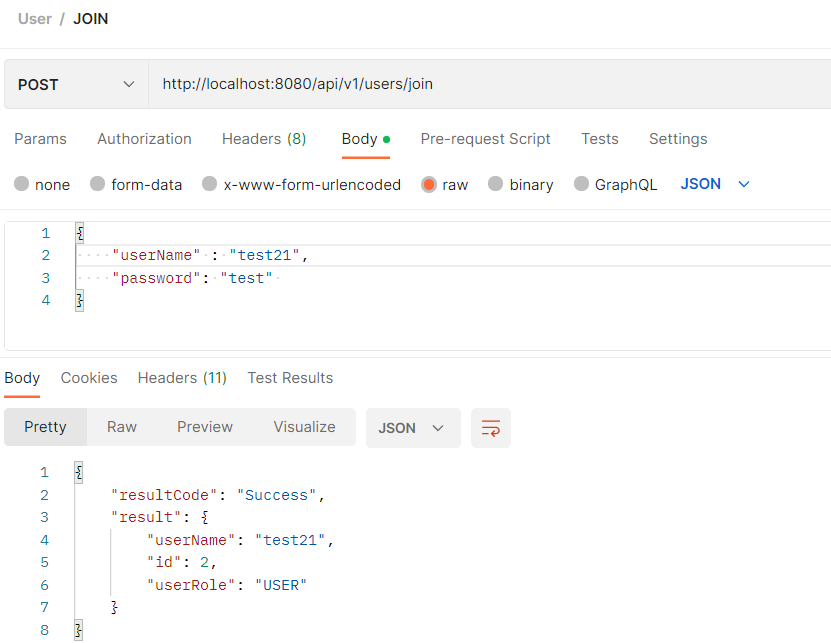 User / JOIN
POST http://localhost:8080/api/v1/users/join
Params Authorization Headers (8) Body Pre-request Script Tests Settings
none form-data x-www-form-urlencoded raw binary GraphQL JSON
1 {
2 "userName" : "test21",
3 "password": "test"
4 }
Body Cookies Headers (11) Test Results
Pretty Raw Preview Visualize JSON
1 {
2 "resultCode": "Success",
3 "result": {
4 "userName": "test21",
5 "id": 2,
6 "userRole": "USER"
7 }
8 }